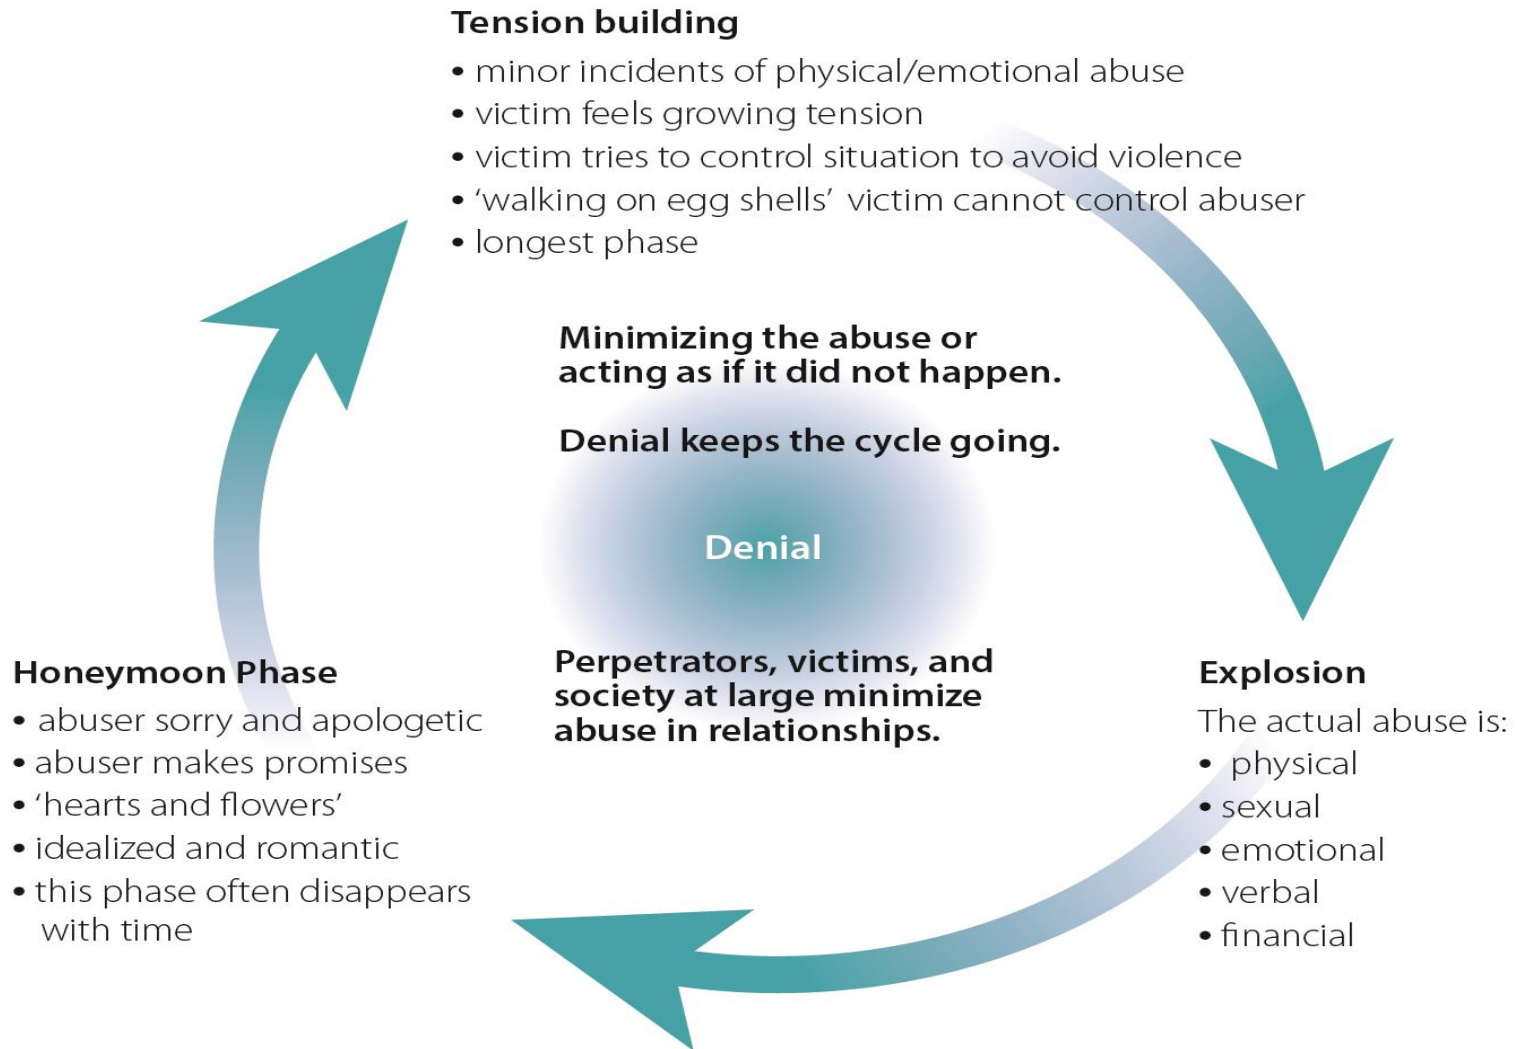 Tension building
• minor incidents of physical/emotional abuse
• victim feels growing tension
• victim tries to control situation to avoid violence
• ‘walking on egg shells’ victim cannot control abuser
• longest phase
Minimizing the abuse or
acting as if it did not happen.
Denial keeps the cycle going.
Denial
Perpetrators, victims, and
society at large minimize
abuse in relationships.
Explosion
The actual abuse is:
• physical
• sexual
• emotional
• verbal
• financial
Honeymoon Phase
• abuser sorry and apologetic
• abuser makes promises
• ‘hearts and flowers’
• idealized and romantic
• this phase often disappears
with time